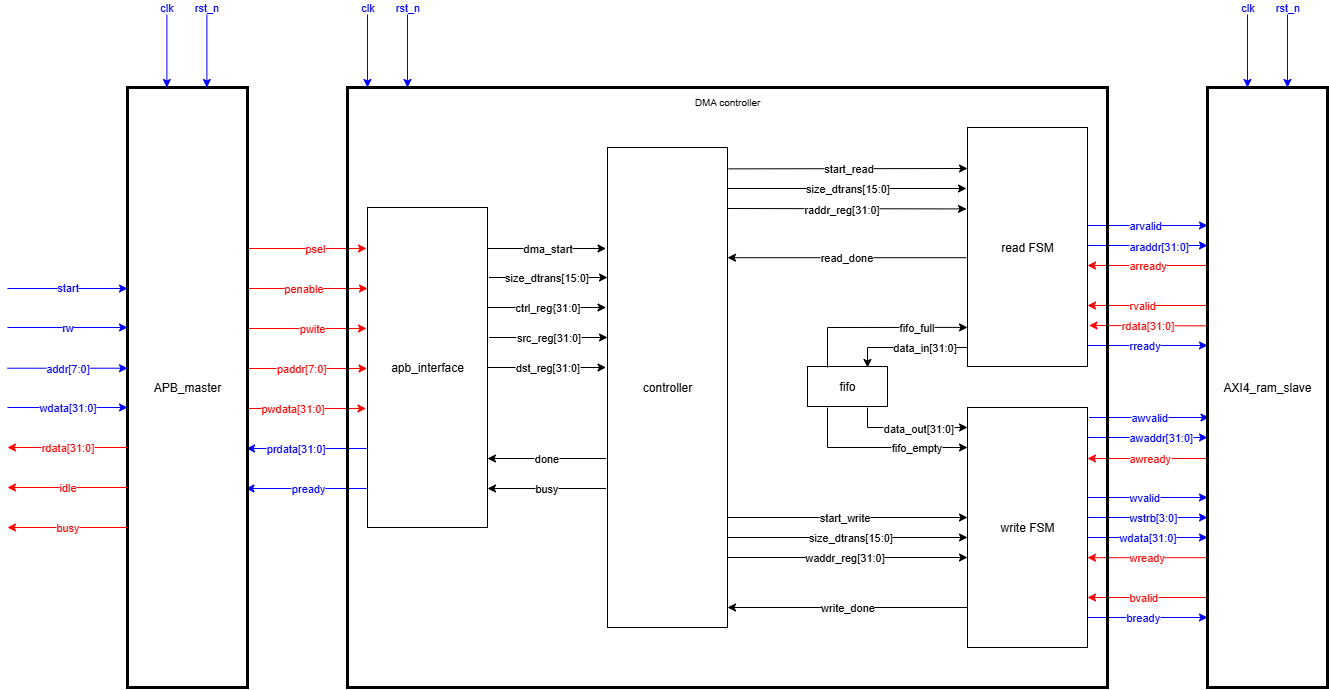 clk
rst_n
clk
rst_n
clk
rst_n
DMA controller
start
rw
addr[7:0]
wdata[31:0]
rdata[31:0]
idle
busy
APB_master
psel
penable
pwite
paddr[7:0]
pwdata[31:0]
prdata[31:0]
pready
apb_interface
dma_start
size_dtrans[15:0]
ctrl_reg[31:0]
src_reg[31:0]
dst_reg[31:0]
done
busy
controller
start_read
size_dtrans[15:0]
raddr_reg[31:0]
read_done
fifo_full
data_in[31:0]
fifo
data_out[31:0]
fifo_empty
start_write
size_dtrans[15:0]
waddr_reg[31:0]
write_done
read FSM
write FSM
arvalid
araddr[31:0]
arready
rvalid
rdata[31:0]
rready
awvalid
awaddr[31:0]
awready
wvalid
wstrb[3:0]
wdata[31:0]
wready
bvalid
bready
AXI4_ram_slave